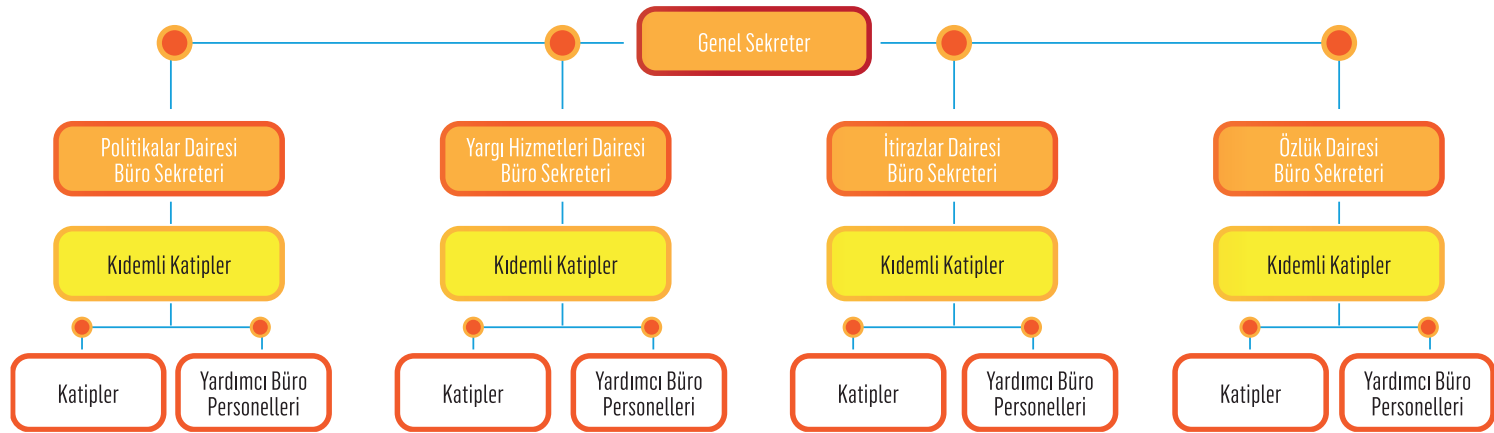 Genel Sekreter
Politikalar Dairesi
Büro Sekreteri
Yargı Hizmetleri Dairesi
Büro Sekreteri
İtirazlar Dairesi
Büro Sekreteri
Özlük Dairesi
Büro Sekreteri
Kıdemli Katipler
Kıdemli Katipler
Kıdemli Katipler
Kıdemli Katipler
Katipler
Yardımcı Büro
Personelleri
Katipler
Yardımcı Büro
Personelleri
Katipler
Yardımcı Büro
Personelleri
Katipler
Yardımcı Büro
Personelleri